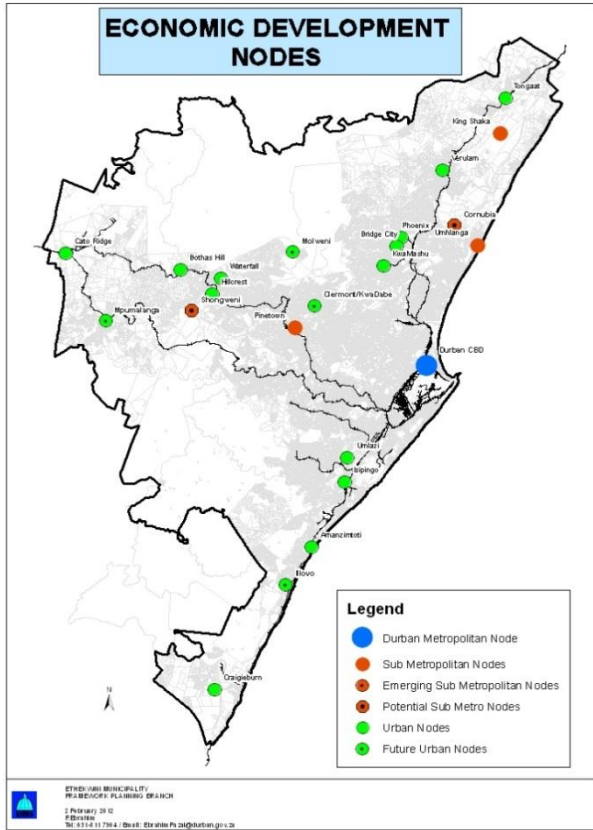 ECONOMIC DEVELOPMENT
NODES
Tongaat
King Shaka
Verulam
Cornubia
Phoenix
Umhlanga
Bridge City
KwaMashu
Molweni
Cato Ridge
Bothas Hill
Waterfall
Hillcrest
Shongweni
Clermont/KwaDabe
Mpumalanga
Pinetown
Durban CBD
Umlazi
Isipingo
Amanzimtoti
Illovo
Craigieburn
N
Legend
Durban Metropolitan Node
Sub Metropolitan Nodes
Emerging Sub Metropolitan Nodes
Potential Sub Metro Nodes
Urban Nodes
Future Urban Nodes
ETHEKWINI MUNICIPALITY
FRAMEWORK PLANNING BRANCH
2 February 2012